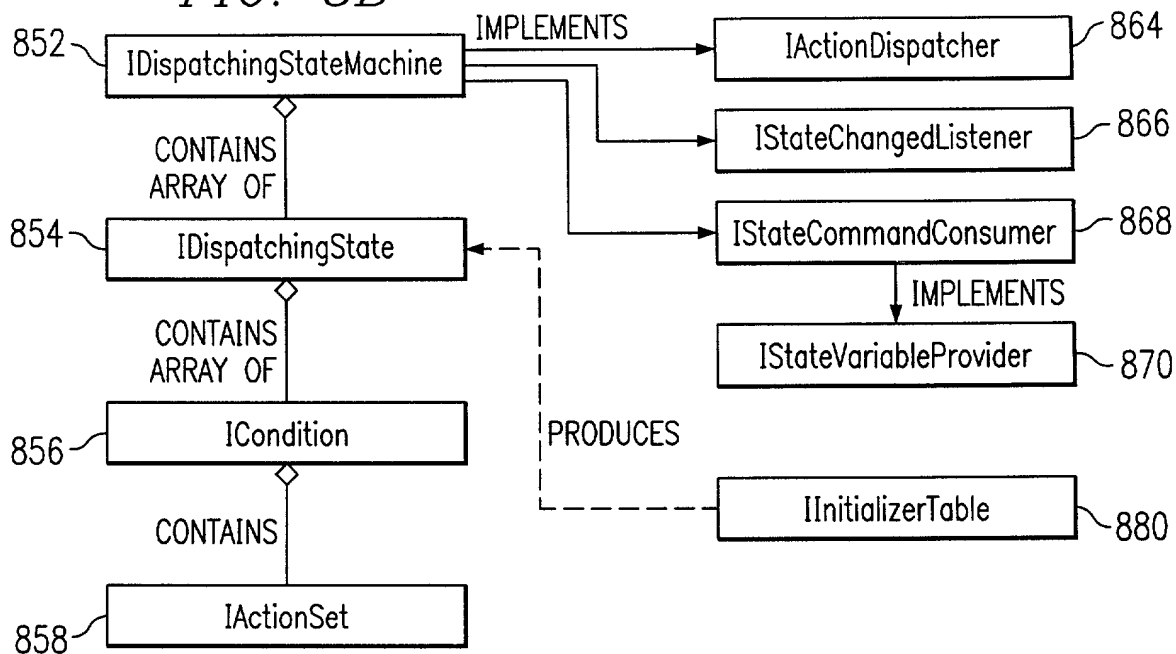 FIG. 8B
852
IDispatchingStateMachine
IMPLEMENTS
IActionDispatcher
864
CONTAINS
ARRAY OF
IStateChangedListener
866
854
IDispatchingState
IStateCommandConsumer
868
IMPLEMENTS
CONTAINS
ARRAY OF
IStateVariableProvider
870
856
ICondition
PRODUCES
CONTAINS
IInitializerTable
880
858
IActionSet